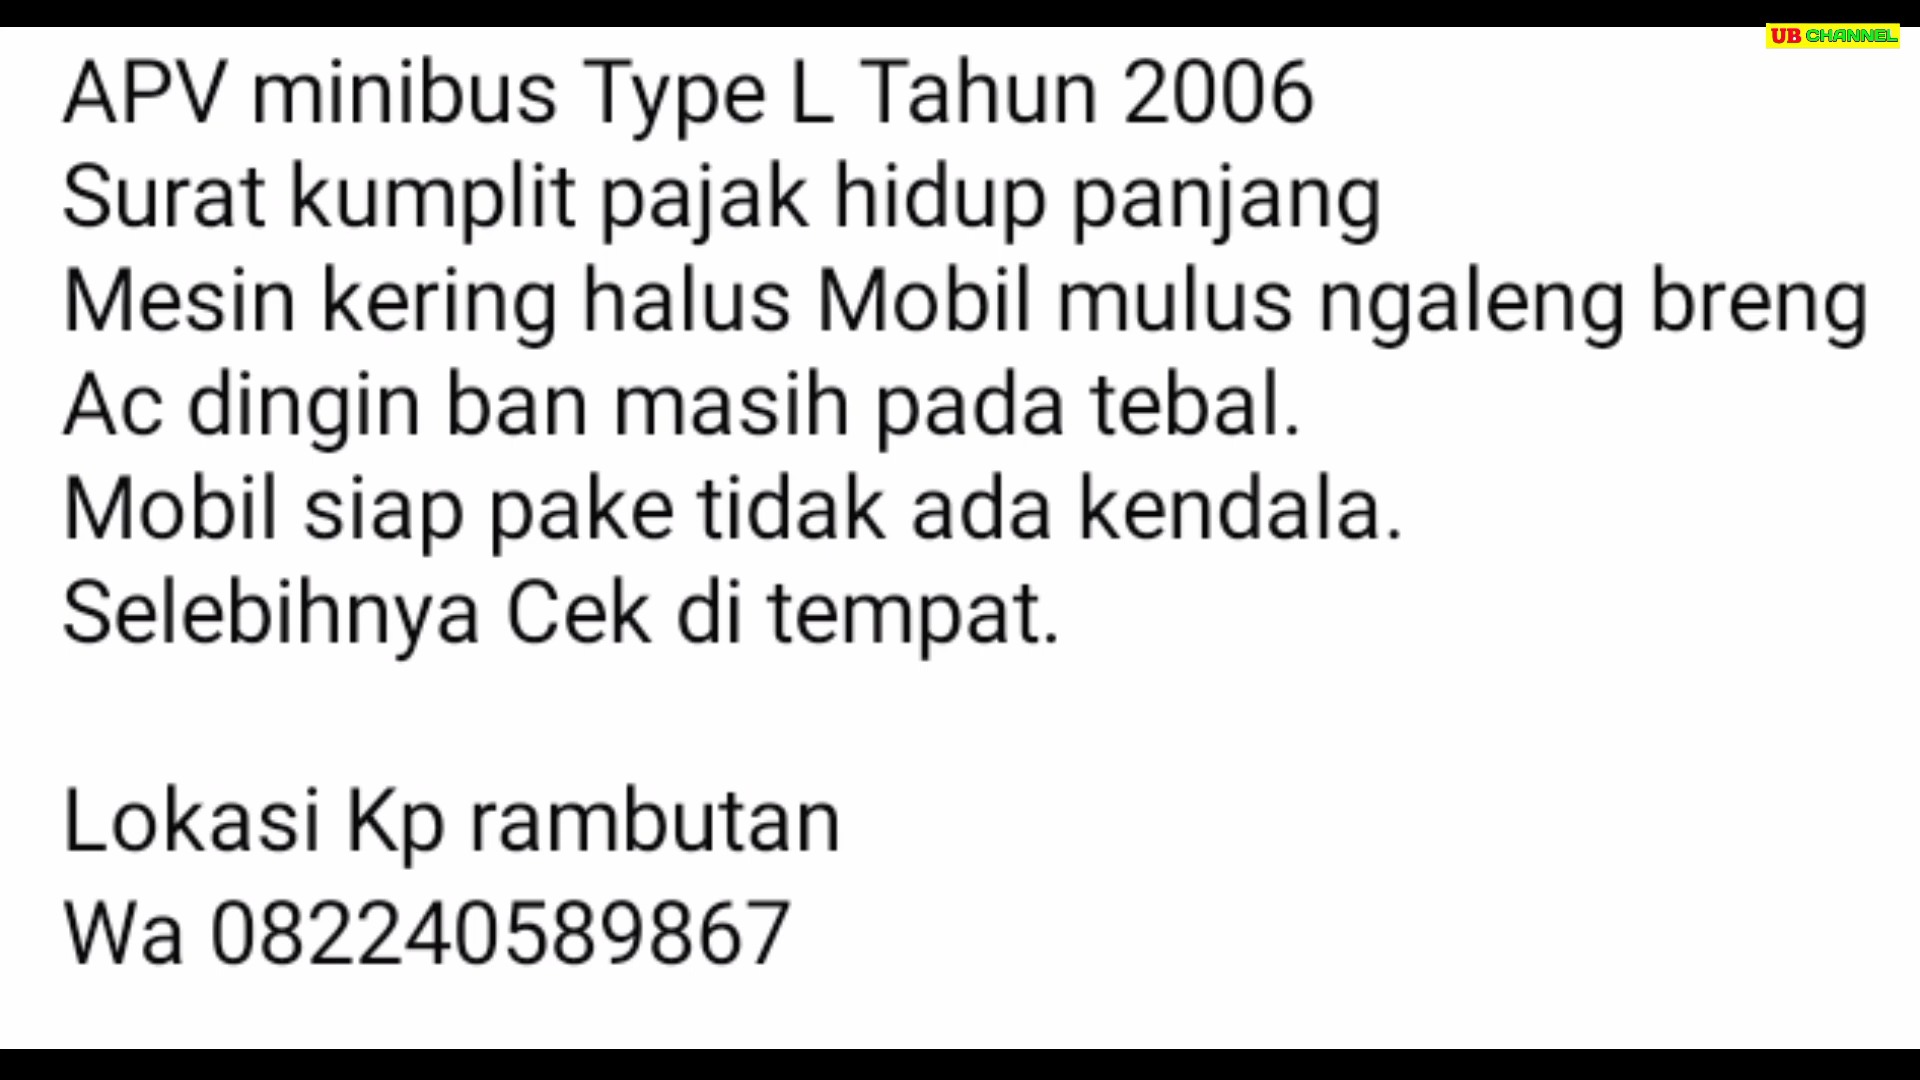 UB CHANNEL
APV minibus Type L Tahun 2006
Surat kumplit pajak hidup panjang
Mesin kering halus Mobil mulus ngaleng breng
Ac dingin ban masih pada tebal.
Mobil siap pake tidak ada kendala.
Selebihnya Cek di tempat.
Lokasi Kp rambutan
Wa 082240589867